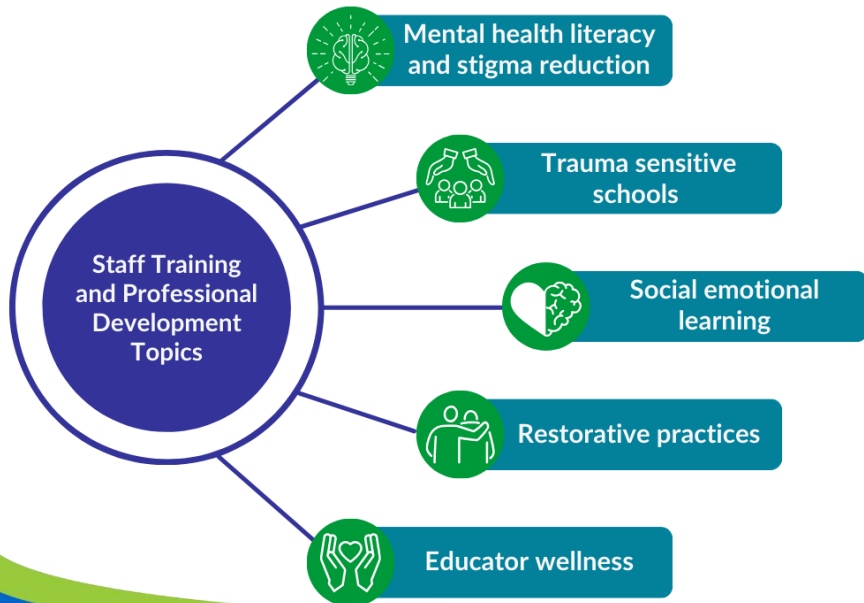 Mental health literacy
and stigma reduction
Trauma sensitive
schools
Staff Training
and Professional
Development
Topics
Social emotional
learning
Restorative practices
Educator wellness